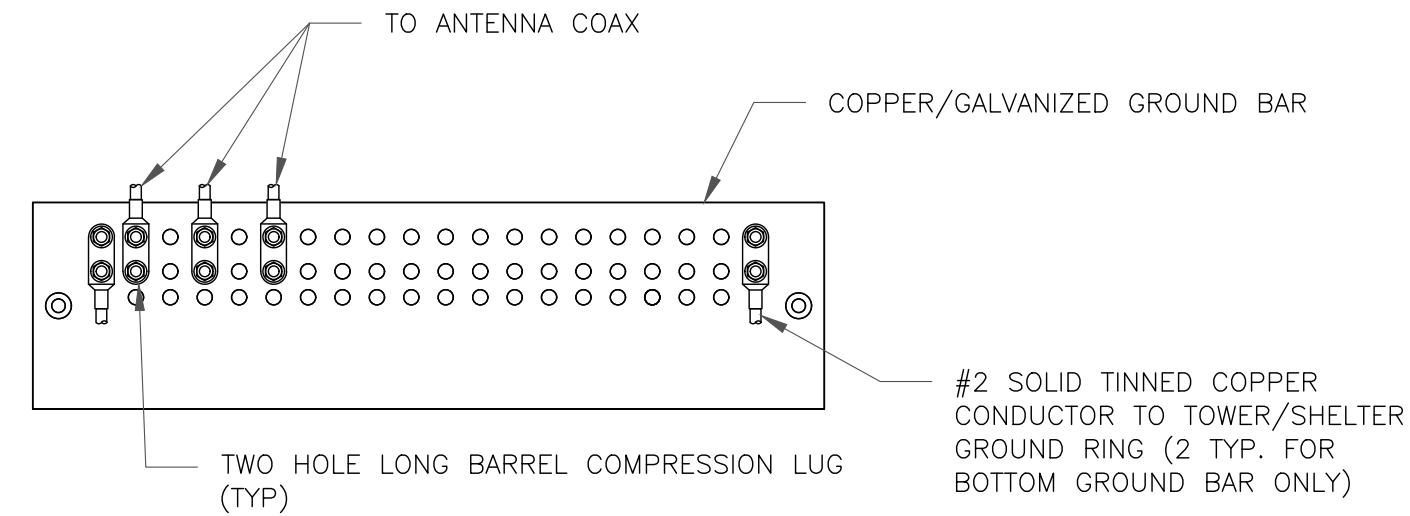 TO ANTENNA COAX
COPPER/GALVANIZED GROUND BAR
#2 SOLID TINNED COPPER
CONDUCTOR TO TOWER/SHELTER
GROUND RING (2 TYP. FOR
BOTTOM GROUND BAR ONLY)
TWO HOLE LONG BARREL COMPRESSION LUG
(TYP)